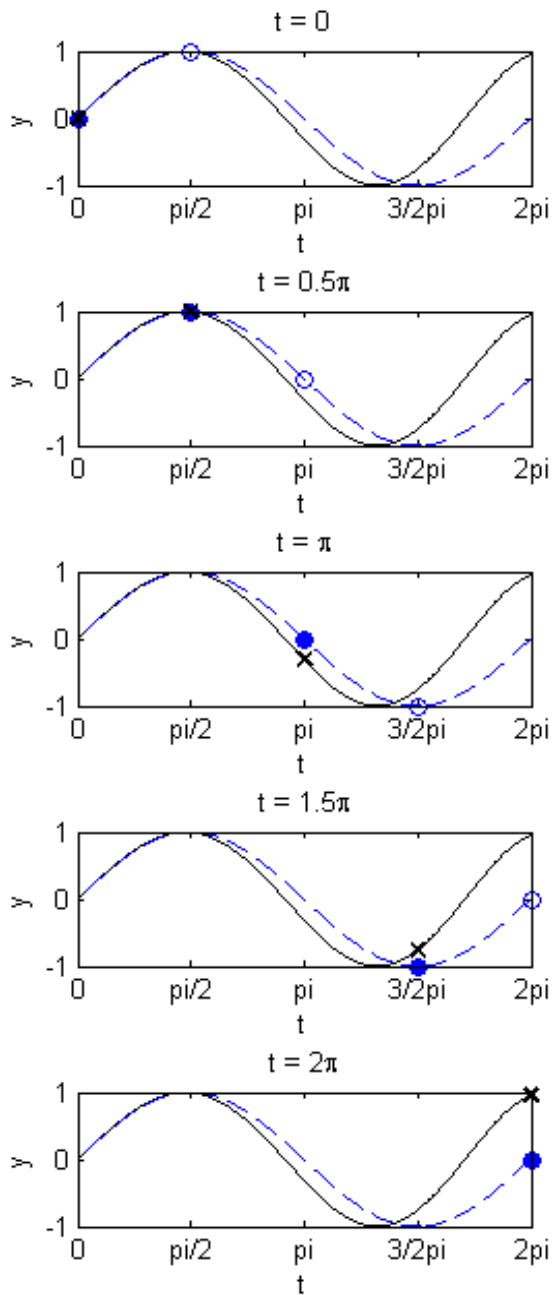 t = 0
1
y
0
-1
0 pi/2 pi 3/2pi 2pi
t
t = 0.5π
1
y
0
-1
0 pi/2 pi 3/2pi 2pi
t
t = π
1
y
0
-1
0 pi/2 pi 3/2pi 2pi
t
t = 1.5π
1
y
0
-1
0 pi/2 pi 3/2pi 2pi
t
t = 2π
1
y
0
-1
0 pi/2 pi 3/2pi 2pi
t